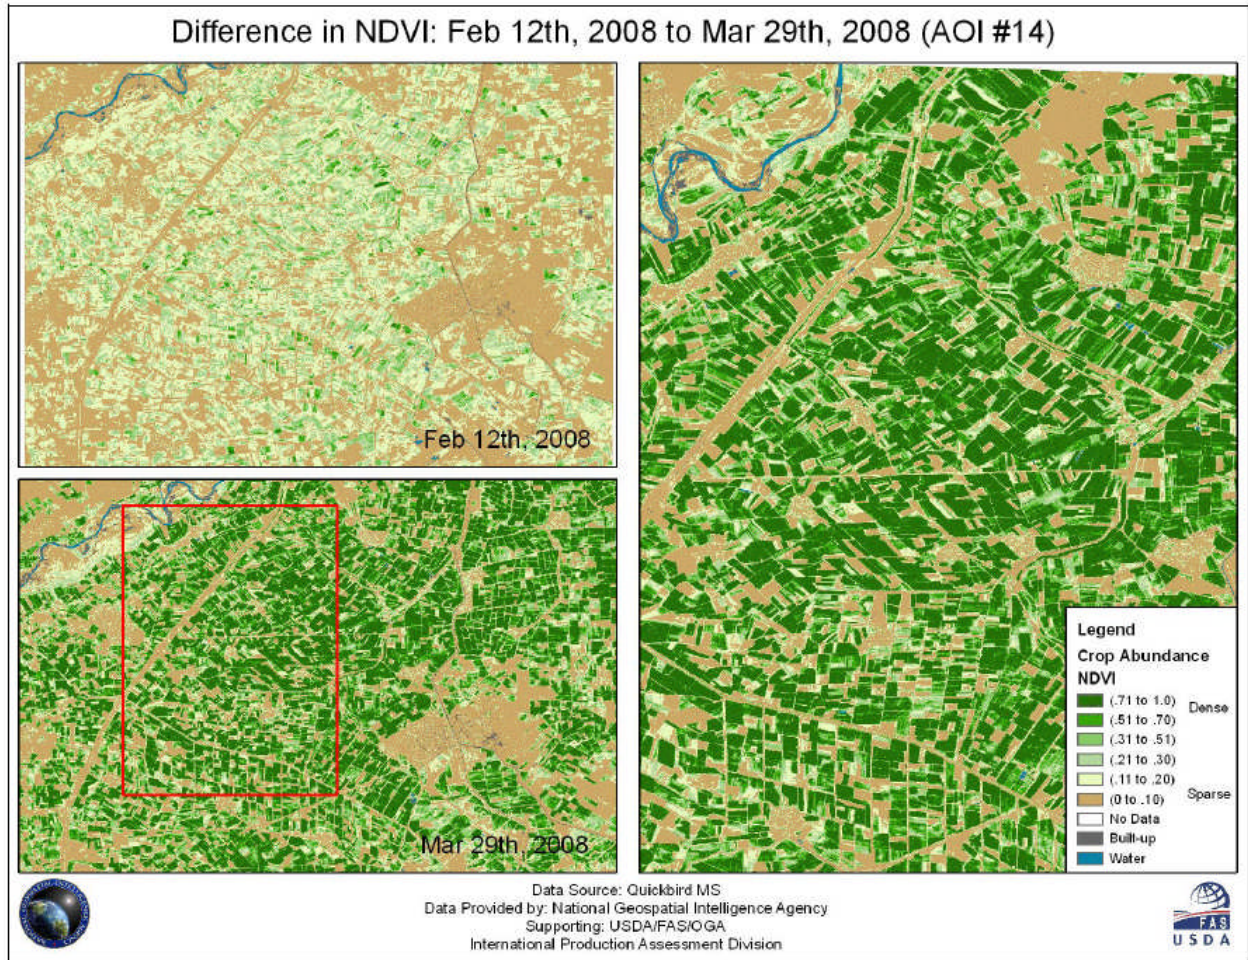 Difference in NDVI: Feb 12th, 2008 to Mar 29th, 2008 (AOI #14)
Feb 12th, 2008
Mar 29th, 2008
Legend
Crop Abundance
NDVI
(.71 to 1.0) Dense
(.51 to .70)
(.31 to .51)
(.21 to .30)
(.11 to .20)
(0 to .10) Sparse
No Data
Built-up
Water
Data Source: Quickbird MS
Data Provided by: National Geospatial Intelligence Agency
Supporting: USDA/FAS/OGA
International Production Assessment Division
FAS
USDA